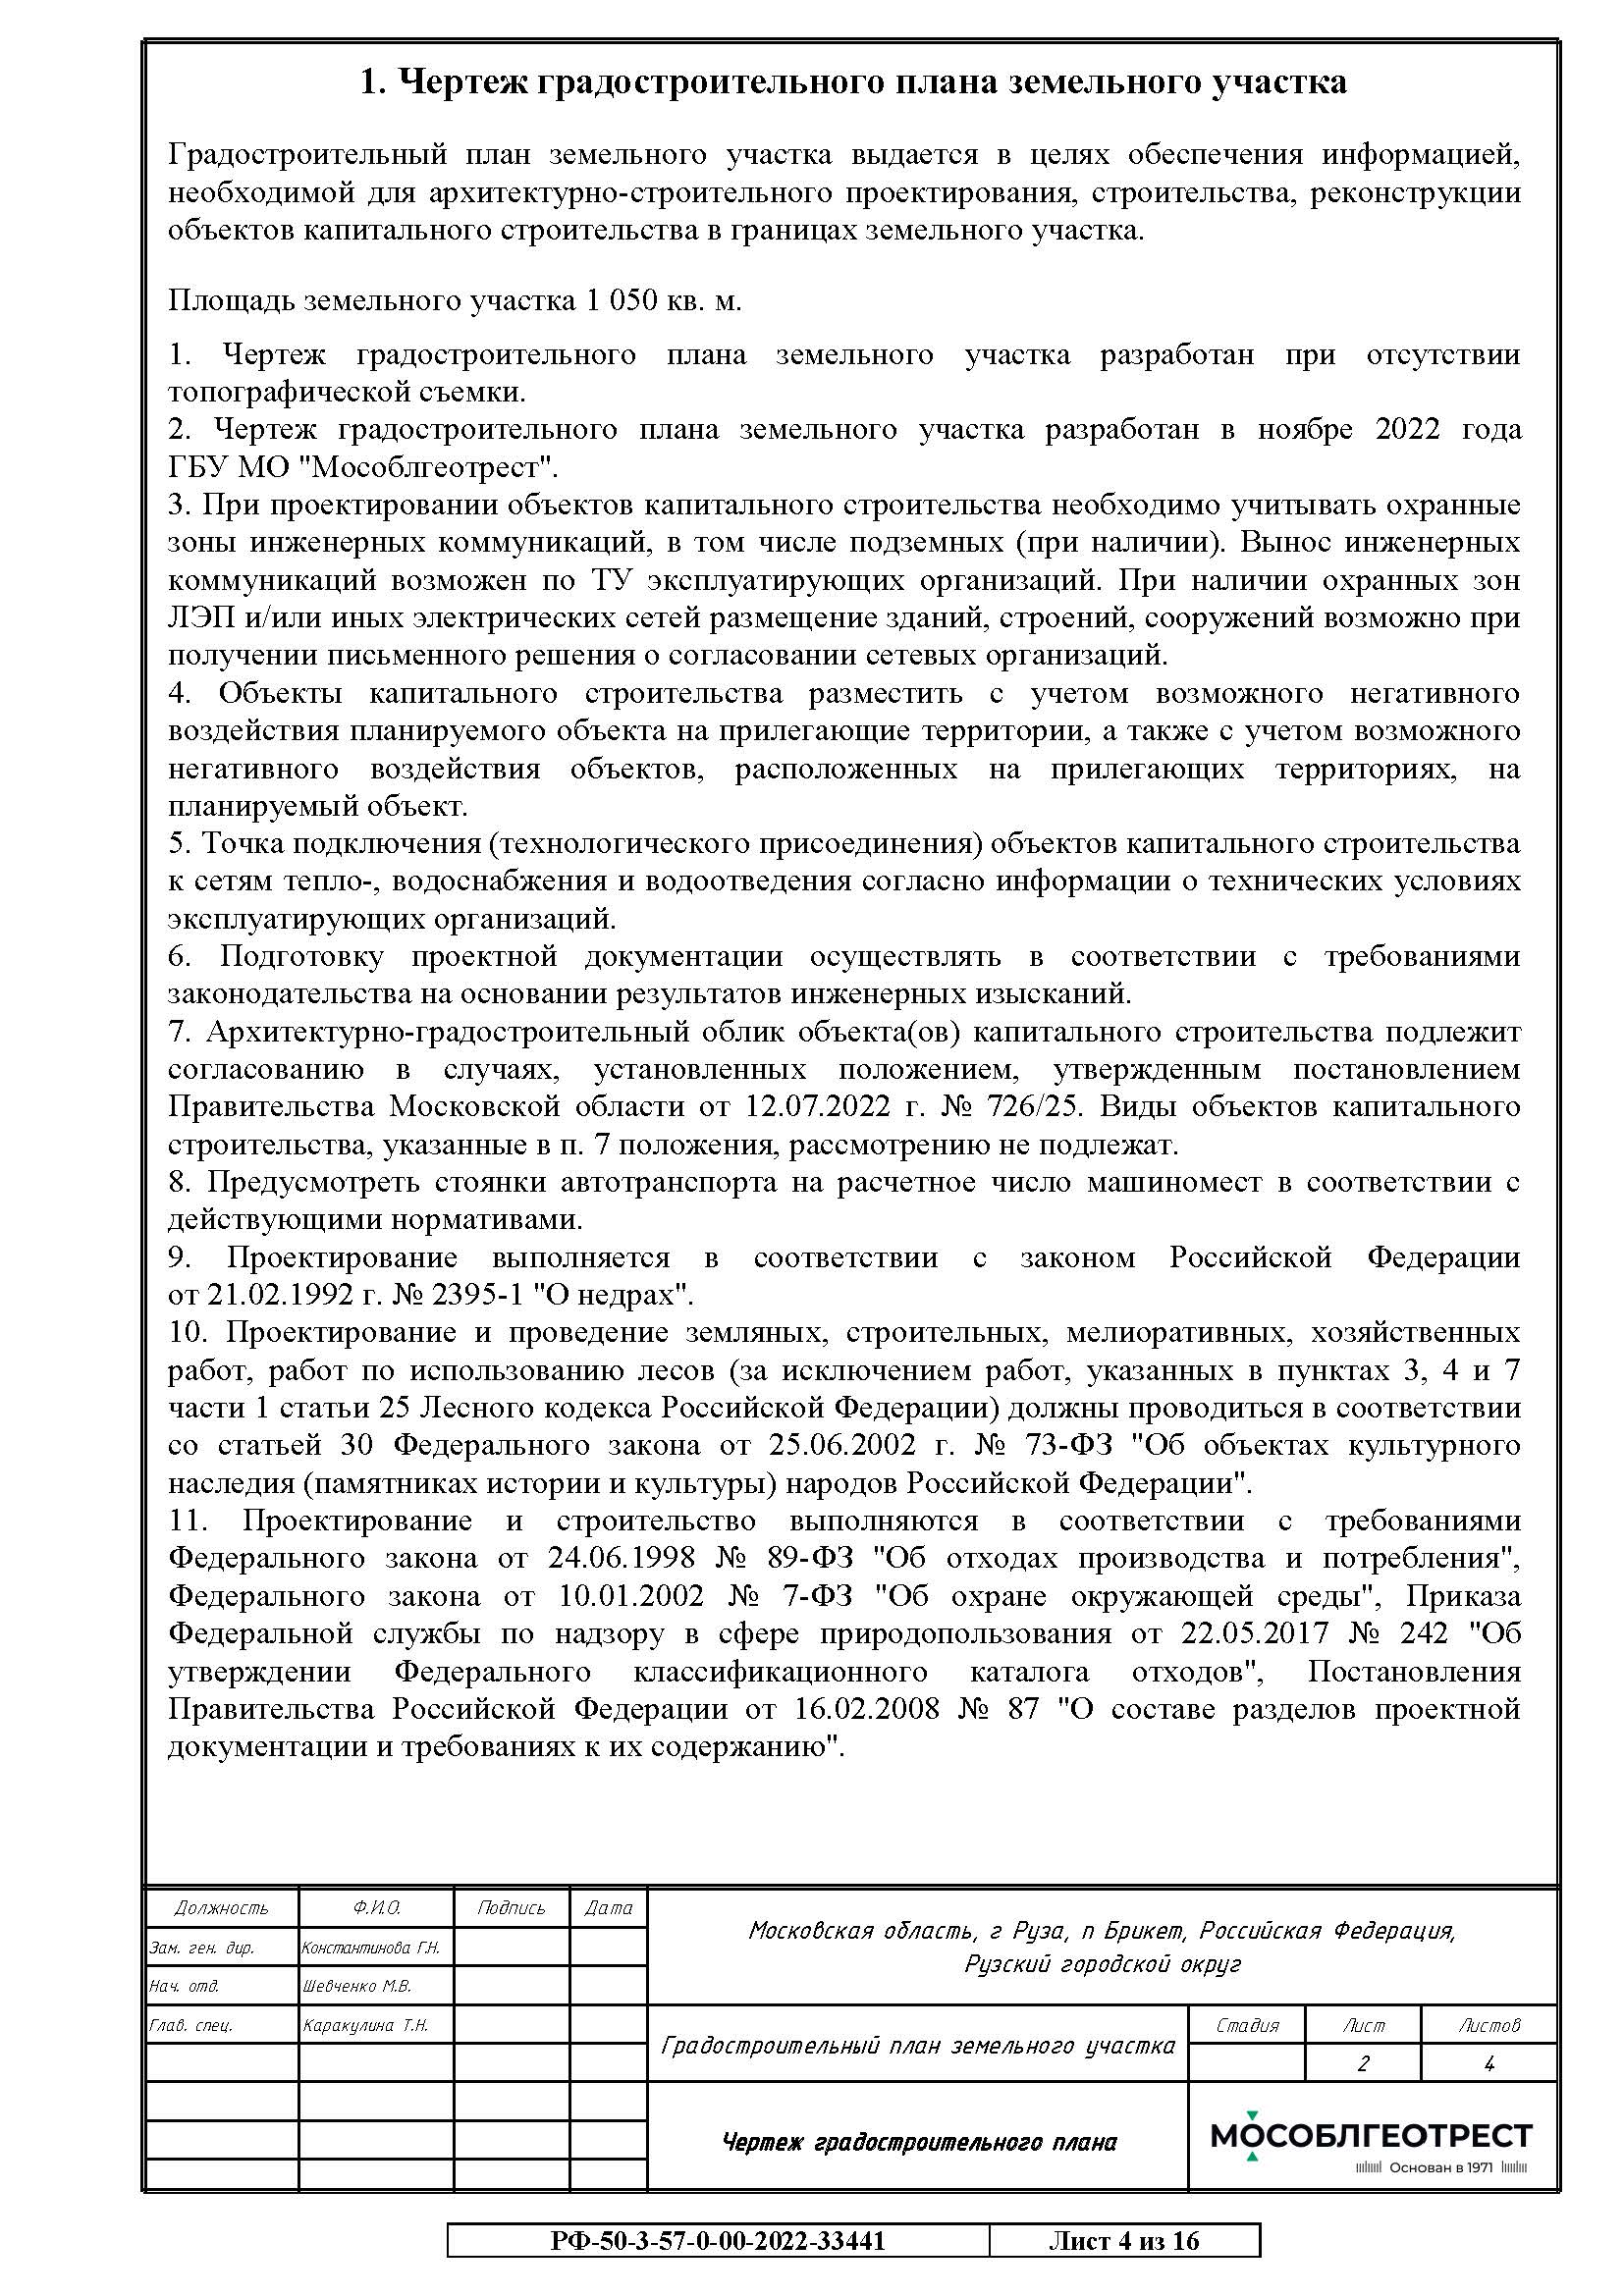 1. Чертеж градостроительного плана земельного участка
Градостроительный план земельного участка выдается в целях обеспечения информацией,
необходимой для архитектурно-строительного проектирования, строительства, реконструкции
объектов капитального строительства в границах земельного участка.
Площадь земельного участка 1 050 кв. м.
1. Чертеж градостроительного плана земельного участка разработан при отсутствии
топографической съемки.
2. Чертеж градостроительного плана земельного участка разработан в ноябре 2022 года
ГБУ МО "Мособлгеотрест".
3. При проектировании объектов капитального строительства необходимо учитывать охранные
зоны инженерных коммуникаций, в том числе подземных (при наличии). Вынос инженерных
коммуникаций возможен по ТУ эксплуатирующих организаций. При наличии охранных зон
ЛЭП и/или иных электрических сетей размещение зданий, строений, сооружений возможно при
получении письменного решения о согласовании сетевых организаций.
4. Объекты капитального строительства разместить с учетом возможного негативного
воздействия планируемого объекта на прилегающие территории, а также с учетом возможного
негативного воздействия объектов, расположенных на прилегающих территориях, на
планируемый объект.
5. Точка подключения (технологического присоединения) объектов капитального строительства
к сетям тепло-, водоснабжения и водоотведения согласно информации о технических условиях
эксплуатирующих организаций.
6. Подготовку проектной документации осуществлять в соответствии с требованиями
законодательства на основании результатов инженерных изысканий.
7. Архитектурно-градостроительный облик объекта(ов) капитального строительства подлежит
согласованию в случаях, установленных положением, утвержденным постановлением
Правительства Московской области от 12.07.2022 г. № 726/25. Виды объектов капитального
строительства, указанные в п. 7 положения, рассмотрению не подлежат.
8. Предусмотреть стоянки автотранспорта на расчетное число машиномест в соответствии с
действующими нормативами.
9. Проектирование выполняется в соответствии с законом Российской Федерации
от 21.02.1992 г. № 2395-1 "О недрах".
10. Проектирование и проведение земляных, строительных, мелиоративных, хозяйственных
работ, работ по использованию лесов (за исключением работ, указанных в пунктах 3, 4 и 7
части 1 статьи 25 Лесного кодекса Российской Федерации) должны проводиться в соответствии
со статьей 30 Федерального закона от 25.06.2002 г. № 73-ФЗ "Об объектах культурного
наследия (памятниках истории и культуры) народов Российской Федерации".
11. Проектирование и строительство выполняются в соответствии с требованиями
Федерального закона от 24.06.1998 № 89-ФЗ "Об отходах производства и потребления",
Федерального закона от 10.01.2002 № 7-ФЗ "Об охране окружающей среды", Приказа
Федеральной службы по надзору в сфере природопользования от 22.05.2017 № 242 "Об
утверждении Федерального классификационного каталога отходов", Постановления
Правительства Российской Федерации от 16.02.2008 № 87 "О составе разделов проектной
документации и требованиях к их содержанию".
Должность Ф.И.О. Подпись Дата
Зам. ген. дир. Константинова Г.Н.
Нач. отд. Шевченко М.В.
Глав. спец. Каракулина Т.Н.
Московская область, г Руза, п Брикет, Российская Федерация,
Рузский городской округ
Градостроительный план земельного участка
Стадия Лист Листов
2 4
Чертеж градостроительного плана
МОСОБЛГЕОТРЕСТ
Основан в 1971
РФ-50-3-57-0-00-2022-33441 Лист 4 из 16